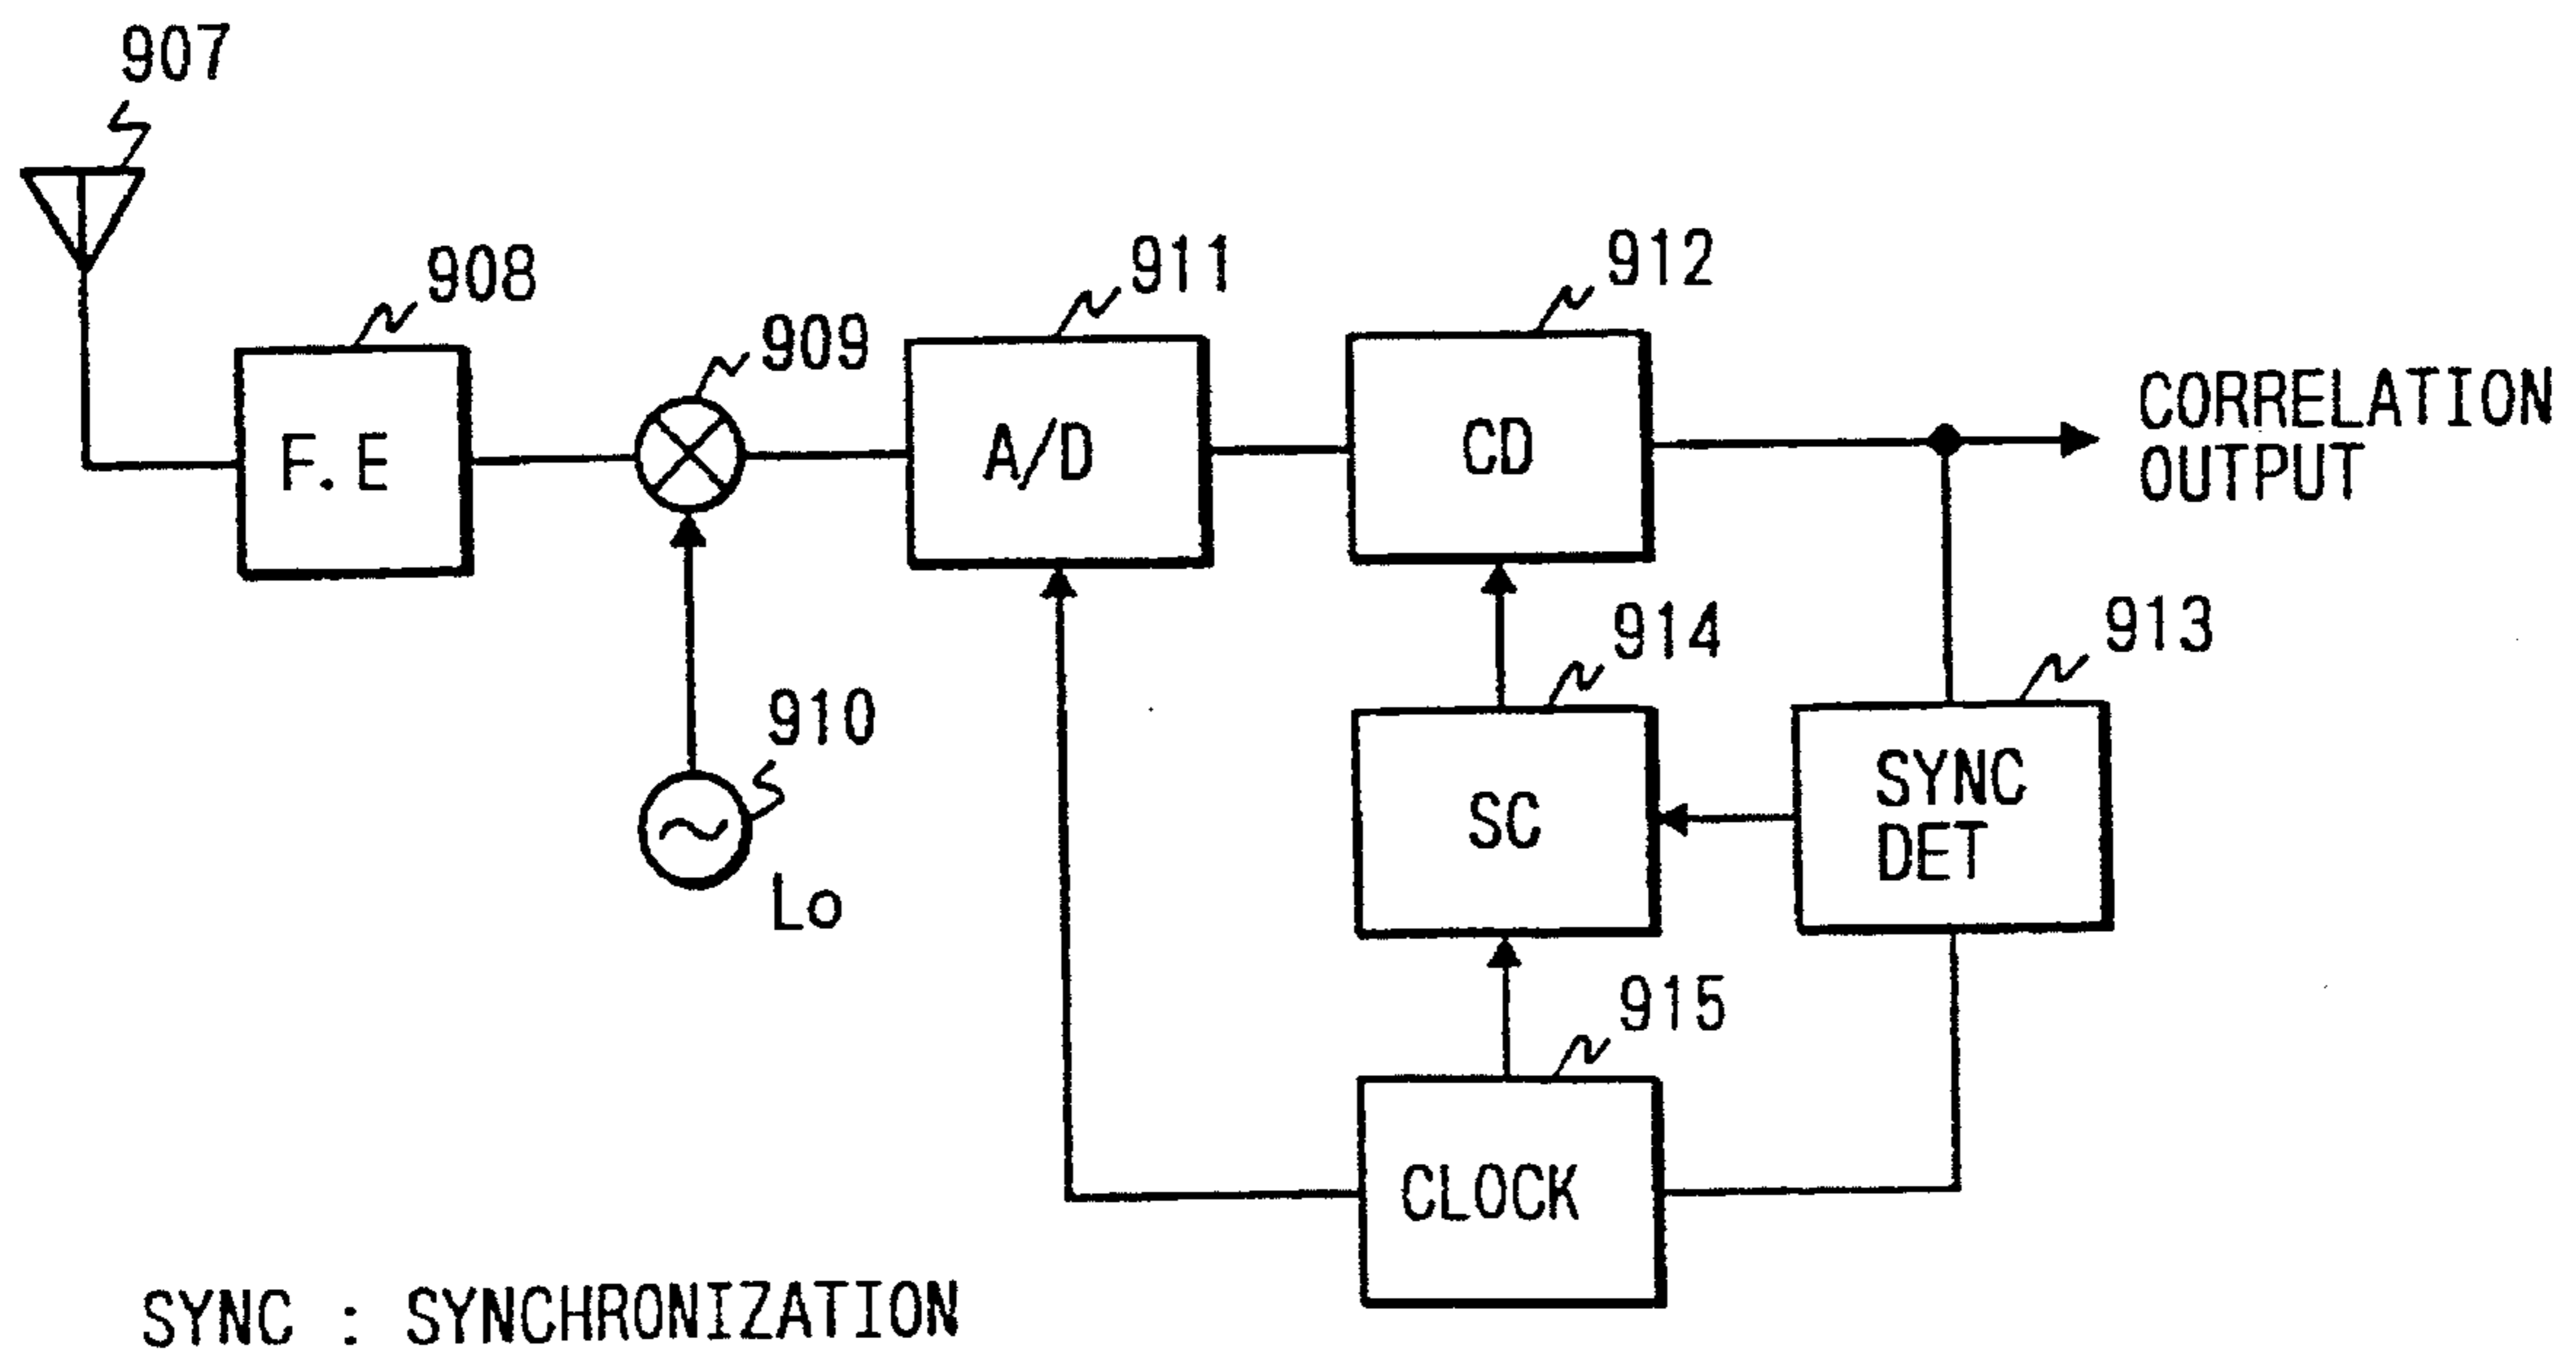 907
908
909
911
912
F.E
A/D
CD
CORRELATION
OUTPUT
910
Lo
914
913
SC
SYNC
DET
915
CLOCK
SYNC : SYNCHRONIZATION